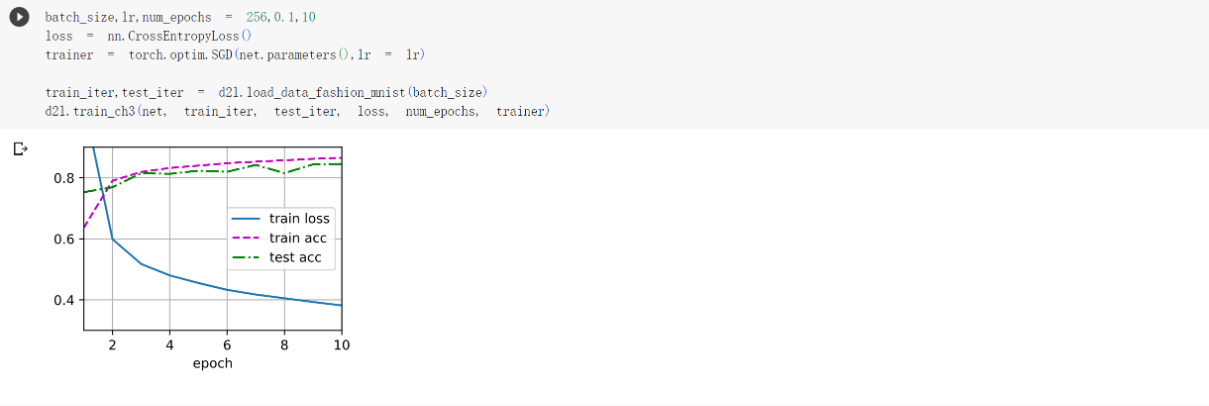 batch_size,lr,num_epochs = 256,0.1,10
loss = nn.CrossEntropyLoss()
trainer = torch.optim.SGD(net.parameters(),lr = lr)
train_iter,test_iter = d2l.load_data_fashion_mnist(batch_size)
d2l.train_ch3(net, train_iter, test_iter, loss, num_epochs, trainer)
0.8
0.6
0.4
train loss
train acc
test acc
2 4 6 8 10
epoch